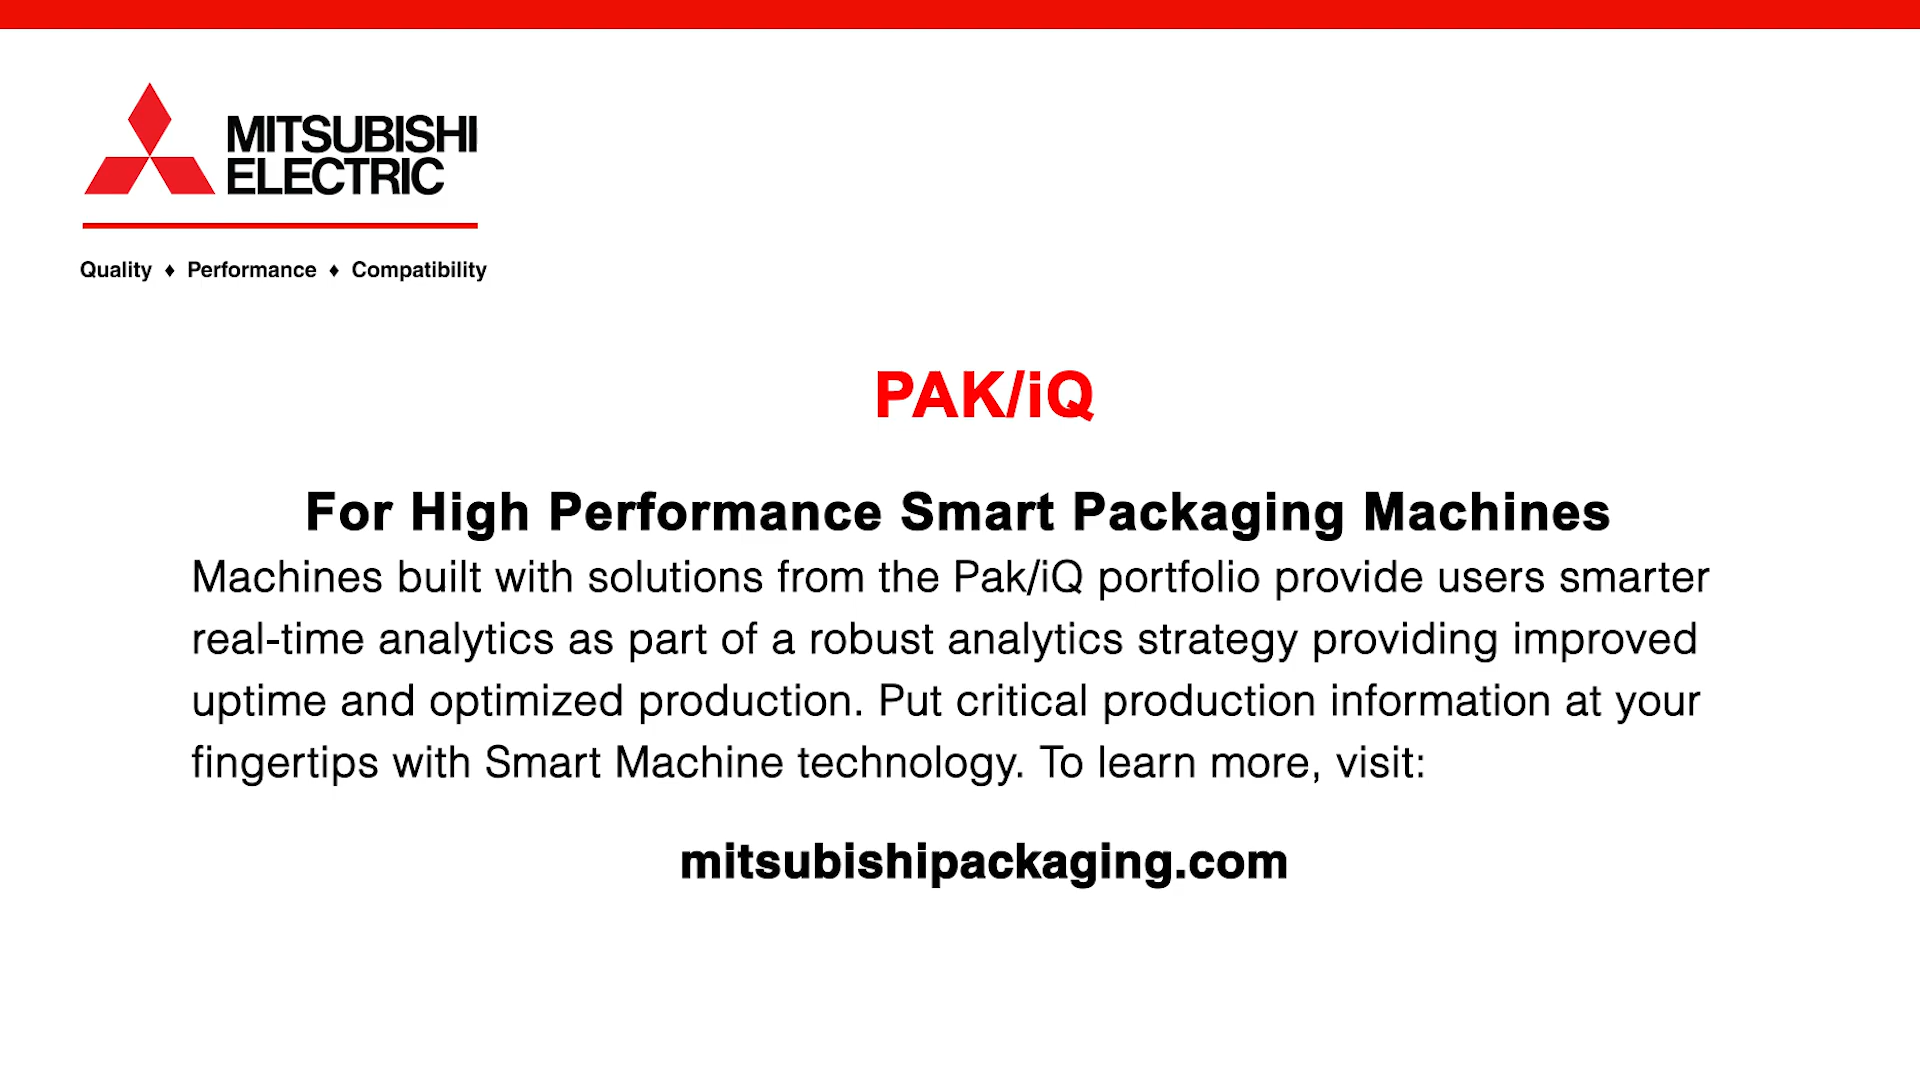 MITSUBISHI
ELECTRIC
Quality ♦ Performance ♦ Compatibility
PAK/iQ
For High Performance Smart Packaging Machines
Machines built with solutions from the Pak/iQ portfolio provide users smarter
real-time analytics as part of a robust analytics strategy providing improved
uptime and optimized production. Put critical production information at your
fingertips with Smart Machine technology. To learn more, visit:
mitsubishipackaging.com